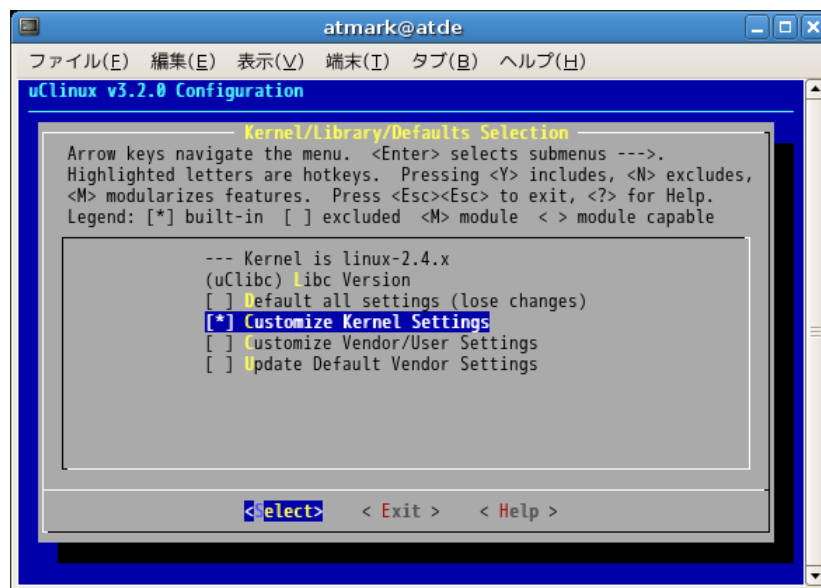 atmark@atde
ファイル(F) 編集(E) 表示(V) 端末(T) タブ(B) ヘルプ(H)
uClinux v3.2.0 Configuration
Kernel/Library/Defaults Selection
Arrow keys navigate the menu. <Enter> selects submenus --->.
Highlighted letters are hotkeys. Pressing <Y> includes, <N> excludes,
<M> modularizes features. Press <Esc><Esc> to exit, <?> for Help.
Legend: [*] built-in [ ] excluded <M> module < > module capable
--- Kernel is linux-2.4.x
(uClibc) Libc Version
[ ] Default all settings (lose changes)
[*] Customize Kernel Settings
[ ] Customize Vendor/User Settings
[ ] Update Default Vendor Settings
<Select> < Exit > < Help >